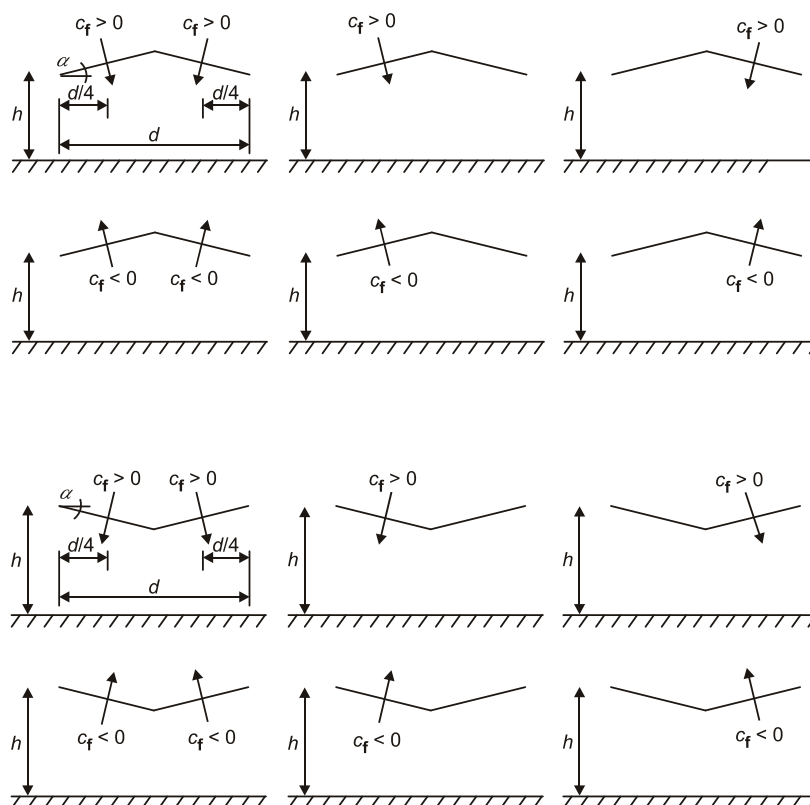 c_f > 0 c_f > 0 c_f > 0 c_f > 0
α
d/4 d/4
h d h h
c_f < 0 c_f < 0 c_f < 0 c_f < 0
h h h
c_f > 0 c_f > 0 c_f > 0 c_f > 0
α
d/4 d/4
h d h h
c_f < 0 c_f < 0 c_f < 0 c_f < 0
h h h